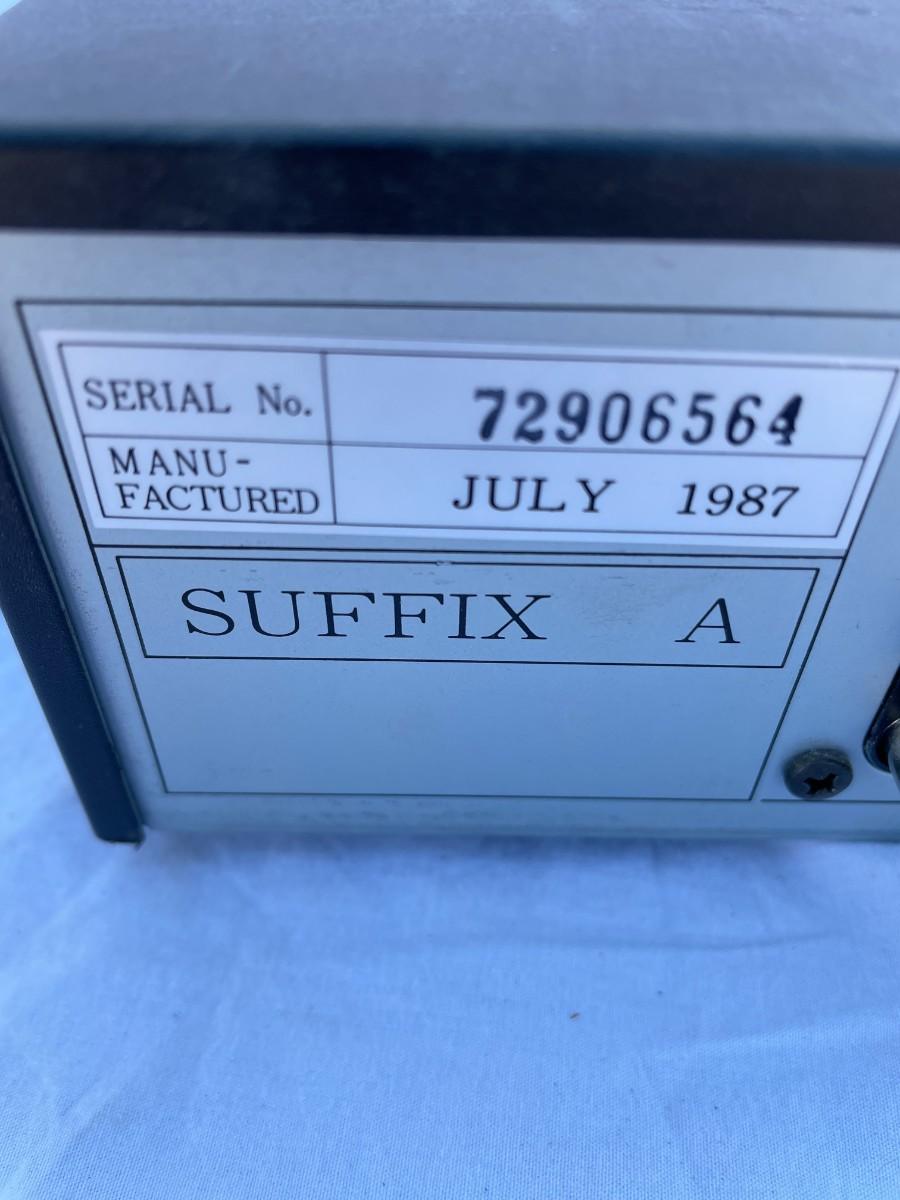 SERIAL No. 72906564
MANU-
FACTURED JULY 1987
SUFFIX A